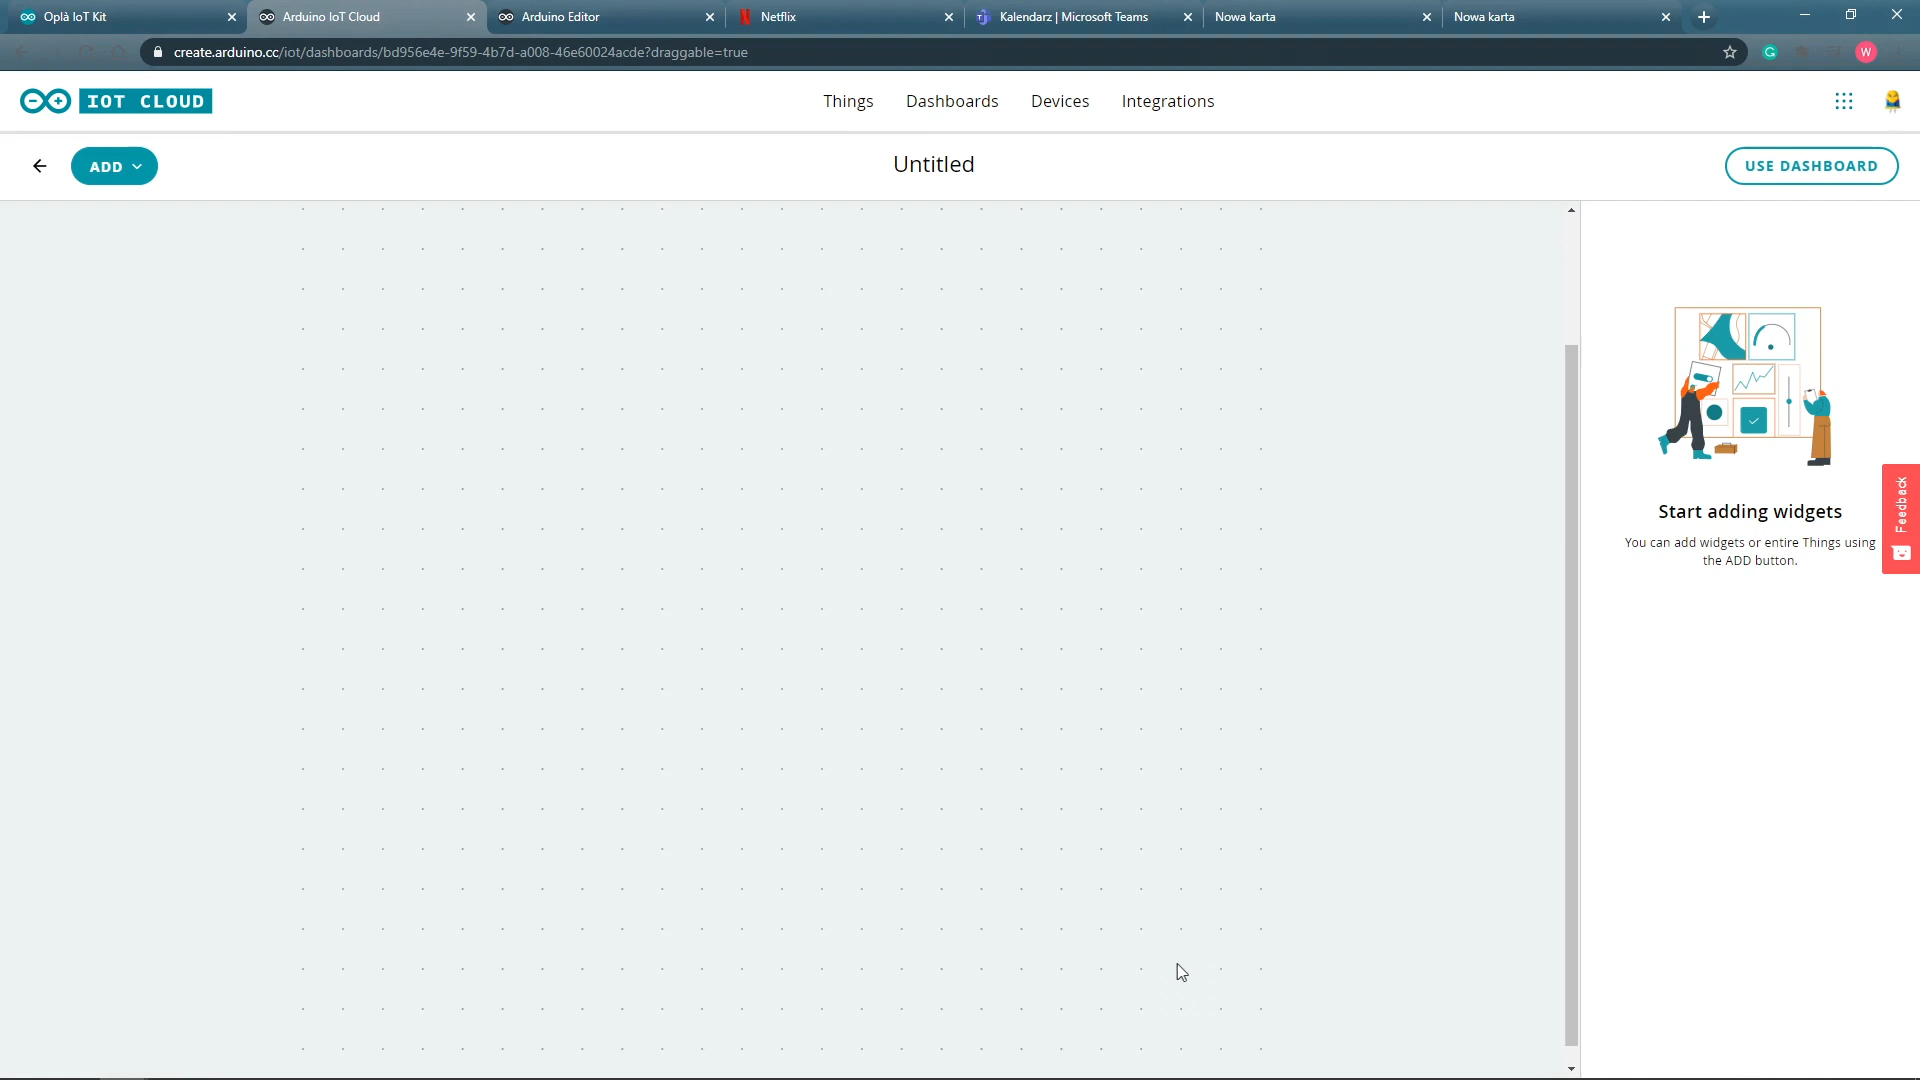 Oplà IoT Kit
Arduino IoT Cloud
Arduino Editor
Netflix
Kalendarz | Microsoft Teams
Nowa karta
Nowa karta
create.arduino.cc/iot/dashboards/bd956e4e-9f59-4b7d-a008-46e60024acde?draggable=true
W
IOT CLOUD
Things
Dashboards
Devices
Integrations
ADD
Untitled
USE DASHBOARD
Feedback
Start adding widgets
You can add widgets or entire Things using
the ADD button.